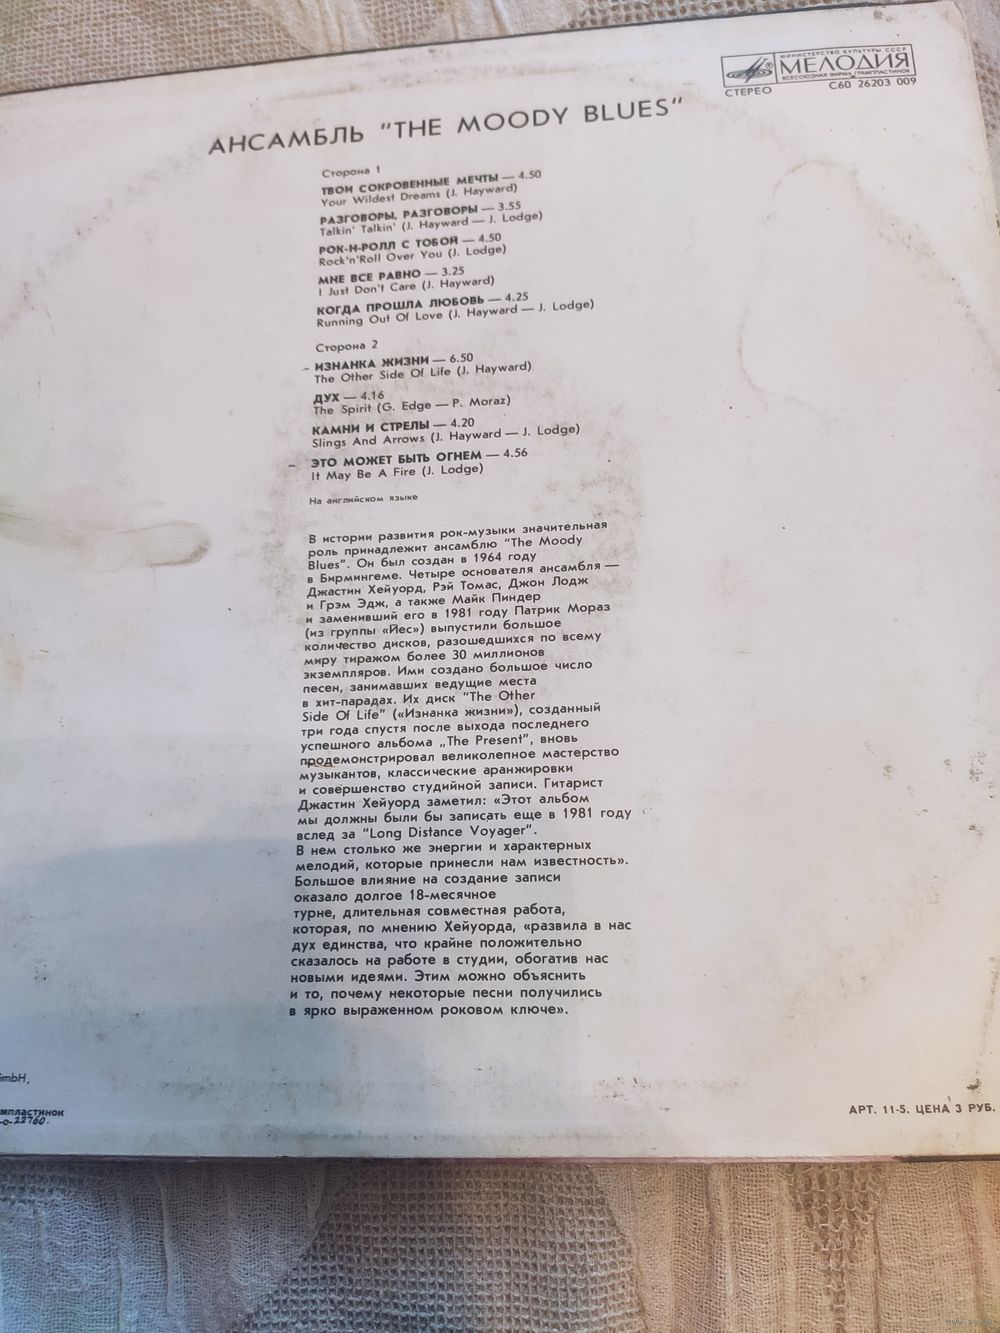 МИНИСТЕРСТВО КУЛЬТУРЫ СССР
МЕЛОДИЯ
ВСЕСОЮЗНАЯ ФИРМА ГРАМПЛАСТИНОК
СТЕРЕО С60 26203 009
АНСАМБЛЬ "THE MOODY BLUES"
Сторона 1
ТВОИ СОКРОВЕННЫЕ МЕЧТЫ — 4.50
Your Wildest Dreams (J. Hayward)
РАЗГОВОРЫ, РАЗГОВОРЫ — 3.55
Talkin' Talkin' (J. Hayward — J. Lodge)
РОК-Н-РОЛЛ С ТОБОЙ — 4.50
Rock'n'Roll Over You (J. Lodge)
МНЕ ВСЕ РАВНО — 3.25
I Just Don't Care (J. Hayward)
КОГДА ПРОШЛА ЛЮБОВЬ — 4.25
Running Out Of Love (J. Hayward — J. Lodge)
Сторона 2
ИЗНАНКА ЖИЗНИ — 6.50
The Other Side Of Life (J. Hayward)
ДУХ — 4.16
The Spirit (G. Edge — P. Moraz)
КАМНИ И СТРЕЛЫ — 4.20
Slings And Arrows (J. Hayward — J. Lodge)
ЭТО МОЖЕТ БЫТЬ ОГНЕМ — 4.56
It May Be A Fire (J. Lodge)
На английском языке
В истории развития рок-музыки значительная
роль принадлежит ансамблю "The Moody
Blues". Он был создан в 1964 году
в Бирмингеме. Четыре основателя ансамбля —
Джастин Хейуорд, Рэй Томас, Джон Лодж
и Грэм Эдж, а также Майк Пиндер
и заменивший его в 1981 году Патрик Мораз
(из группы «Йес») выпустили большое
количество дисков, разошедшихся по всему
миру тиражом более 30 миллионов
экземпляров. Ими создано большое число
песен, занимавших ведущие места
в хит-парадах. Их диск "The Other
Side Of Life" («Изнанка жизни»), созданный
три года спустя после выхода последнего
успешного альбома „The Present", вновь
продемонстрировал великолепное мастерство
музыкантов, классические аранжировки
и совершенство студийной записи. Гитарист
Джастин Хейуорд заметил: «Этот альбом
мы должны были бы записать еще в 1981 году
вслед за "Long Distance Voyager".
В нем столько же энергии и характерных
мелодий, которые принесли нам известность».
Большое влияние на создание записи
оказало долгое 18-месячное
турне, длительная совместная работа,
которая, по мнению Хейуорда, «развила в нас
дух единства, что крайне положительно
сказалось на работе в студии, обогатив нас
новыми идеями. Этим можно объяснить
и то, почему некоторые песни получились
в ярко выраженном роковом ключе».
GmbH,
мпластинок
-о-22760.
АРТ. 11-5. ЦЕНА 3 РУБ.